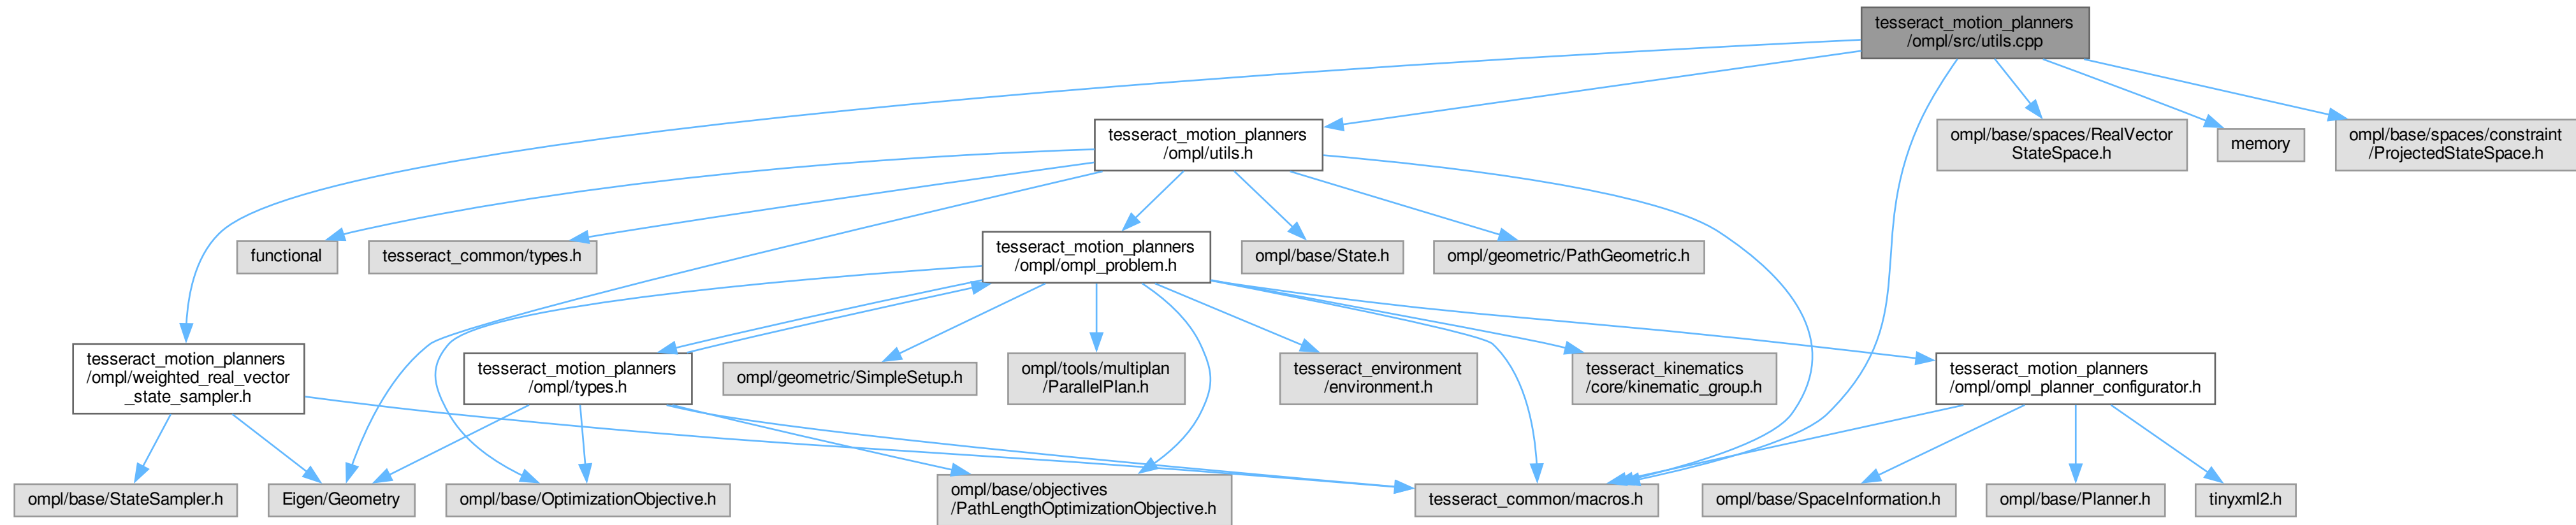 tesseract_motion_planners
/ompl/src/utils.cpp
tesseract_motion_planners
/ompl/utils.h
ompl/base/spaces/RealVector
StateSpace.h
memory
ompl/base/spaces/constraint
/ProjectedStateSpace.h
functional
tesseract_common/types.h
tesseract_motion_planners
/ompl/ompl_problem.h
ompl/base/State.h
ompl/geometric/PathGeometric.h
tesseract_motion_planners
/ompl/weighted_real_vector
_state_sampler.h
tesseract_motion_planners
/ompl/types.h
ompl/geometric/SimpleSetup.h
ompl/tools/multiplan
/ParallelPlan.h
tesseract_environment
/environment.h
tesseract_kinematics
/core/kinematic_group.h
tesseract_motion_planners
/ompl/ompl_planner_configurator.h
ompl/base/StateSampler.h
Eigen/Geometry
ompl/base/OptimizationObjective.h
ompl/base/objectives
/PathLengthOptimizationObjective.h
tesseract_common/macros.h
ompl/base/SpaceInformation.h
ompl/base/Planner.h
tinyxml2.h